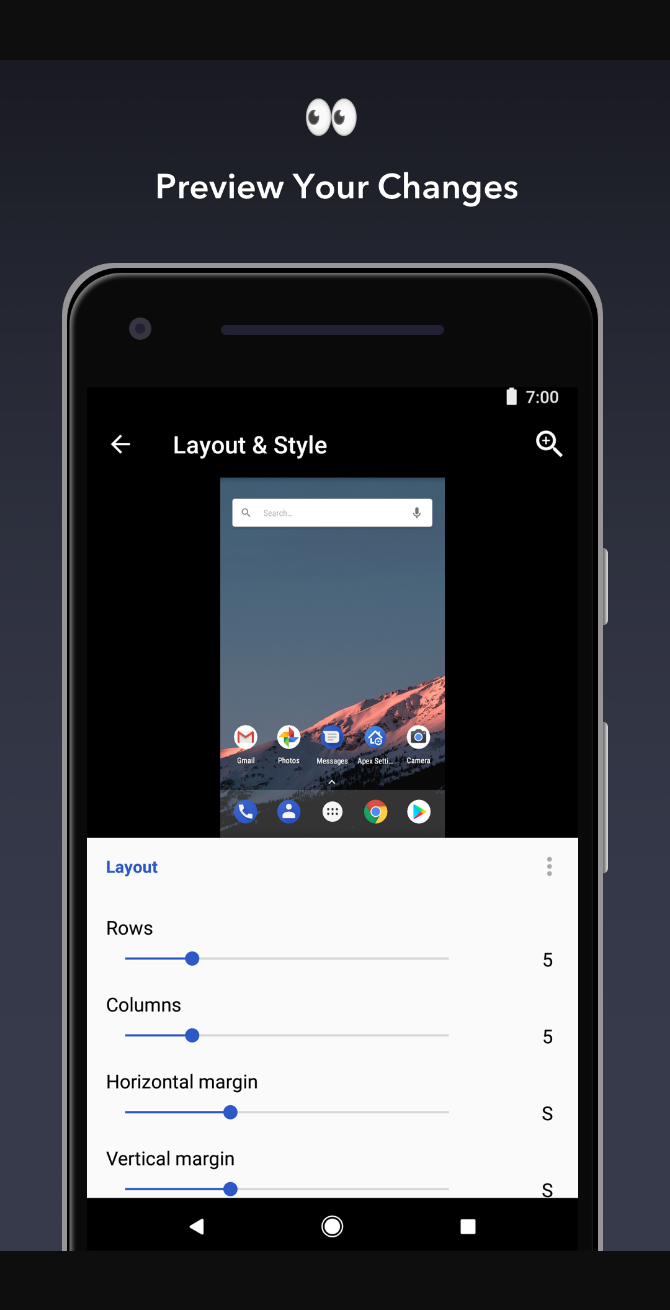 Preview Your Changes
7:00
Layout & Style
Search...
Gmail Photos Messages Apex Setti... Camera
Layout
Rows
5
Columns
5
Horizontal margin
S
Vertical margin
S